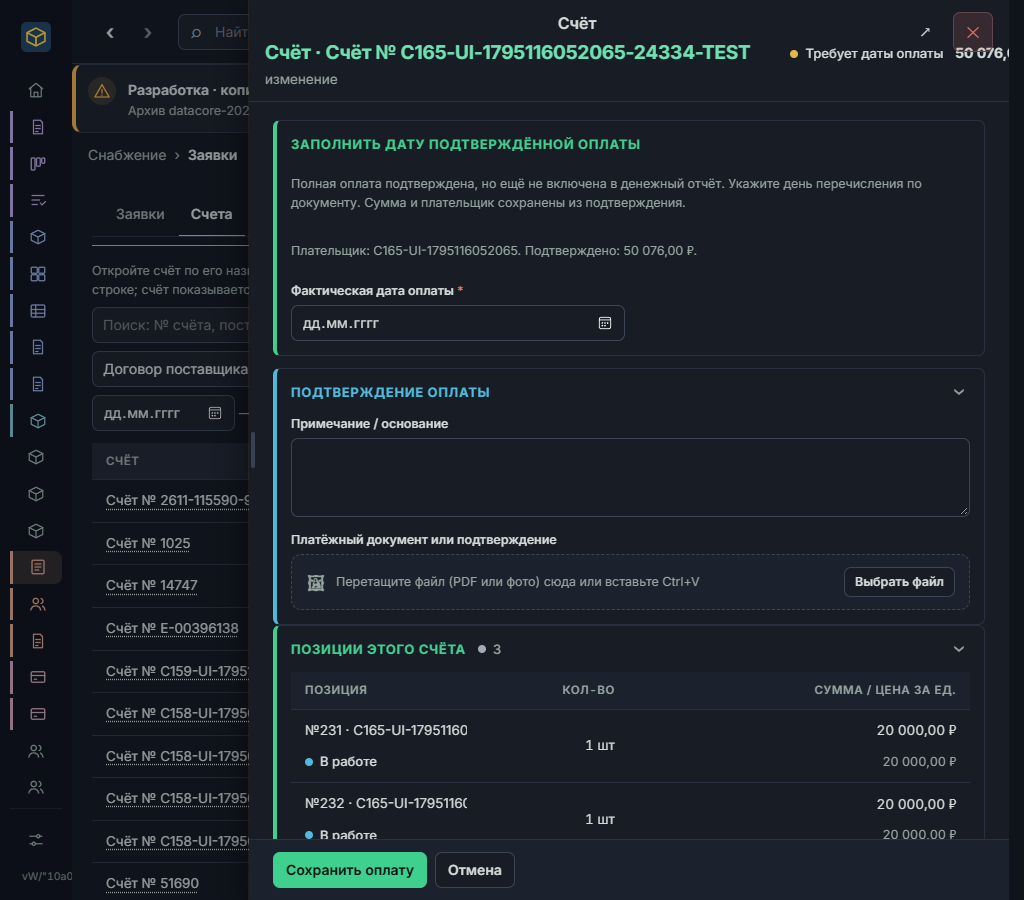 Счёт
Найт
Счёт · Счёт № C165-UI-1795116052065-24334-TEST
Требует даты оплаты
50 076,
изменение
Разработка · копи
Архив datacore-202
Снабжение › Заявки
Заявки
Счета
Откройте счёт по его назв
строке; счёт показываетс
Поиск: № счёта, пост
Договор поставщика
дд.мм.гггг
—
СЧЁТ
Счёт № 2611-115590-9
Счёт № 1025
Счёт № 14747
Счёт № E-00396138
Счёт № C159-UI-1795
Счёт № C158-UI-1795
Счёт № C158-UI-1795
Счёт № C158-UI-1795
Счёт № C158-UI-1795
Счёт № 51690
ЗАПОЛНИТЬ ДАТУ ПОДТВЕРЖДЁННОЙ ОПЛАТЫ
Полная оплата подтверждена, но ещё не включена в денежный отчёт. Укажите день перечисления по
документу. Сумма и плательщик сохранены из подтверждения.
Плательщик: C165-UI-1795116052065. Подтверждено: 50 076,00 ₽.
Фактическая дата оплаты *
дд.мм.гггг
ПОДТВЕРЖДЕНИЕ ОПЛАТЫ
Примечание / основание
Платёжный документ или подтверждение
Перетащите файл (PDF или фото) сюда или вставьте Ctrl+V
Выбрать файл
ПОЗИЦИИ ЭТОГО СЧЁТА
3
ПОЗИЦИЯ
КОЛ-ВО
СУММА / ЦЕНА ЗА ЕД.
№231 · C165-UI-17951160
1 шт
20 000,00 ₽
В работе
20 000,00 ₽
№232 · C165-UI-1795116(
1 шт
20 000,00 ₽
В работе
20 000,00 ₽
Сохранить оплату
Отмена
vW/"10a0